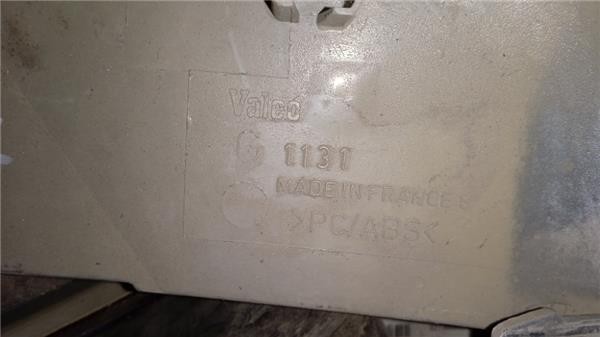 Valeo
1131
MADE IN FRANCE
>PC/ABS<